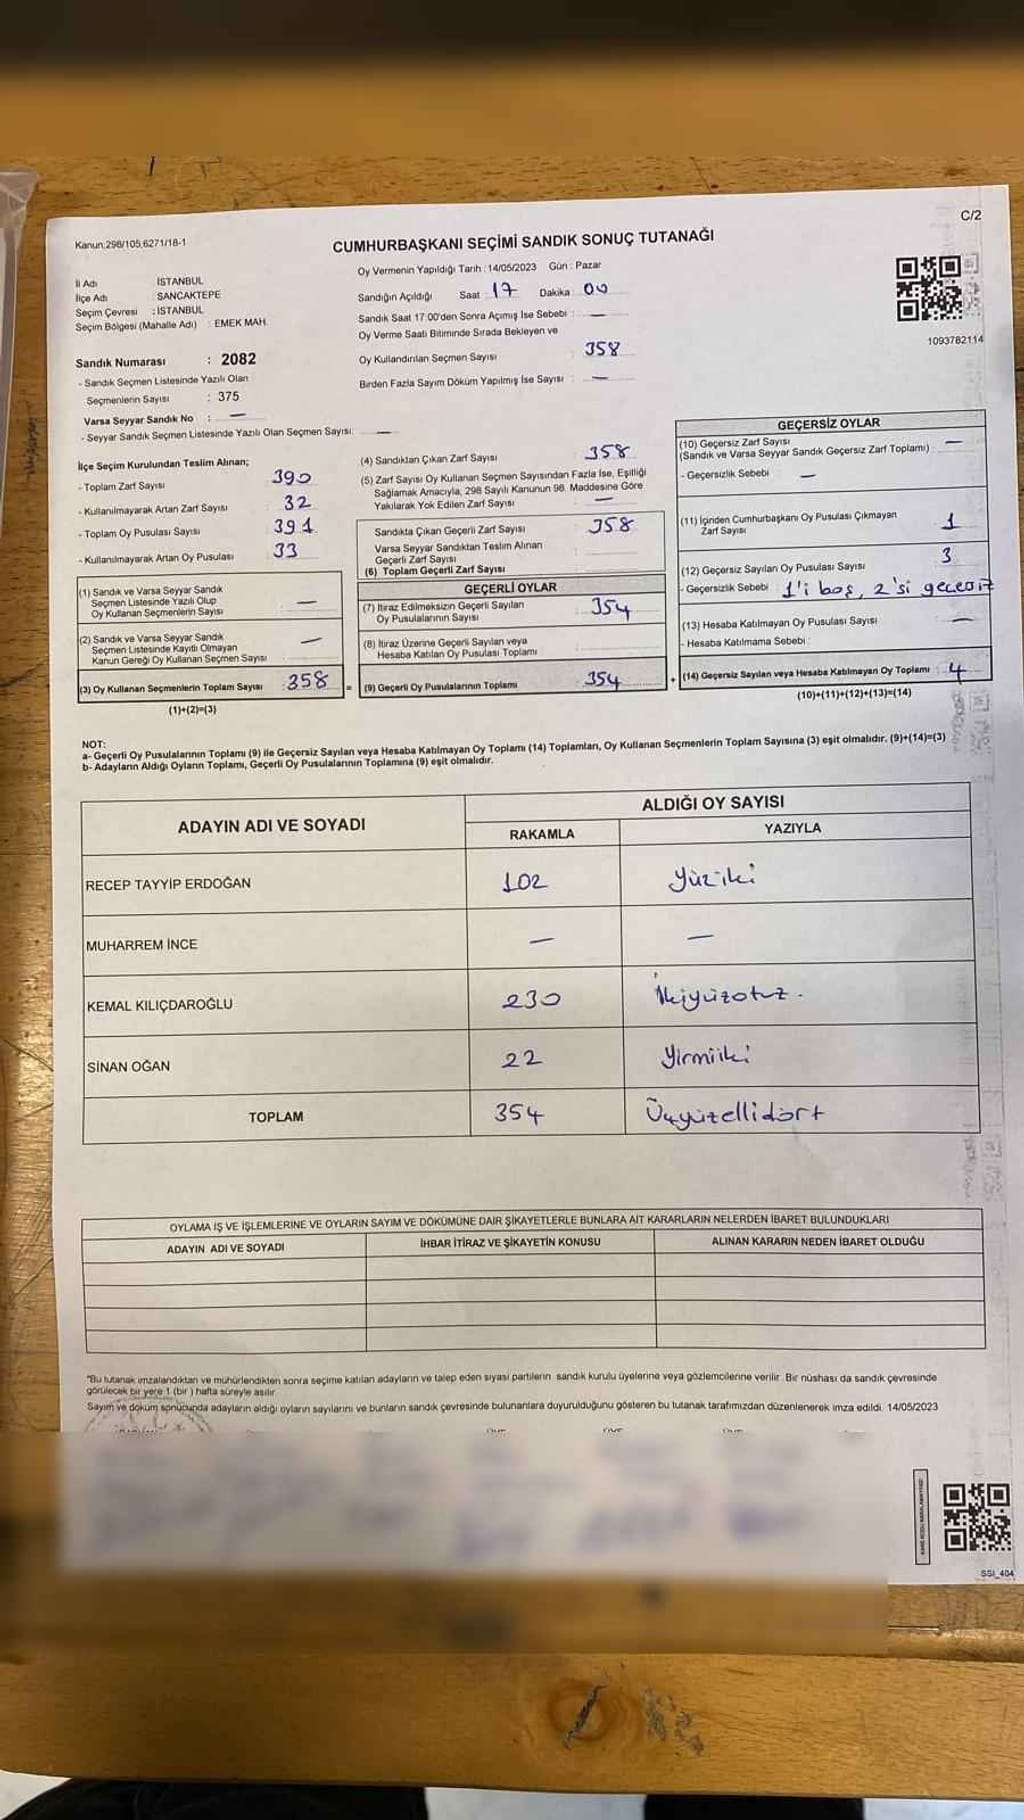 C/2
Kanun:298/105,6271/18-1
CUMHURBAŞKANI SEÇİMİ SANDIK SONUÇ TUTANAĞI
İl Adı İSTANBUL
İlçe Adı SANCAKTEPE
Seçim Çevresi : İSTANBUL
Seçim Bölgesi (Mahalle Adı) : EMEK MAH.
Sandık Numarası : 2082
- Sandık Seçmen Listesinde Yazılı Olan
Seçmenlerin Sayısı : 375
Varsa Seyyar Sandık No : —
- Seyyar Sandık Seçmen Listesinde Yazılı Olan Seçmen Sayısı: —
Oy Vermenin Yapıldığı Tarih : 14/05/2023 Gün : Pazar
Sandığın Açıldığı Saat 17 Dakika : 00
Sandık Saat 17:00'den Sonra Açımış İse Sebebi : —
Oy Verme Saati Bitiminde Sırada Bekleyen ve
Oy Kullandırılan Seçmen Sayısı 358
Birden Fazla Sayım Döküm Yapılmış İse Sayısı : —
1093782114
İlçe Seçim Kurulundan Teslim Alınan;
- Toplam Zarf Sayısı 390
- Kullanılmayarak Artan Zarf Sayısı 32
- Toplam Oy Pusulası Sayısı 391
- Kullanılmayarak Artan Oy Pusulası 33
(1) Sandık ve Varsa Seyyar Sandık
Seçmen Listesinde Yazılı Olup
Oy Kullanan Seçmenlerin Sayısı —
(2) Sandık ve Varsa Seyyar Sandık
Seçmen Listesinde Kayıtlı Olmayan
Kanun Gereği Oy Kullanan Seçmen Sayısı —
(3) Oy Kullanan Seçmenlerin Toplam Sayısı 358 =
(1)+(2)=(3)
(4) Sandıktan Çıkan Zarf Sayısı 358
(5) Zarf Sayısı Oy Kullanan Seçmen Sayısından Fazla İse, Eşitliği
Sağlamak Amacıyla, 298 Sayılı Kanunun 98. Maddesine Göre
Yakılarak Yok Edilen Zarf Sayısı —
Sandıkta Çıkan Geçerli Zarf Sayısı 358
Varsa Seyyar Sandıktan Teslim Alınan
Geçerli Zarf Sayısı
(6) Toplam Geçerli Zarf Sayısı
GEÇERLİ OYLAR
(7) İtiraz Edilmeksizin Geçerli Sayılan
Oy Pusulalarının Sayısı 354
(8) İtiraz Üzerine Geçerli Sayılan veya
Hesaba Katılan Oy Pusulası Toplamı
(9) Geçerli Oy Pusulalarının Toplamı 354 +
GEÇERSİZ OYLAR
(10) Geçersiz Zarf Sayısı
(Sandık ve Varsa Seyyar Sandık Geçersiz Zarf Toplamı) : —
- Geçersizlik Sebebi —
(11) İçinden Cumhurbaşkanı Oy Pusulası Çıkmayan
Zarf Sayısı 1
(12) Geçersiz Sayılan Oy Pusulası Sayısı 3
- Geçersizlik Sebebi 1'i boş, 2'si geçersiz
(13) Hesaba Katılmayan Oy Pusulası Sayısı —
- Hesaba Katılmama Sebebi :
(14) Geçersiz Sayılan veya Hesaba Katılmayan Oy Toplamı : 4
(10)+(11)+(12)+(13)=(14)
NOT:
a- Geçerli Oy Pusulalarının Toplamı (9) ile Geçersiz Sayılan veya Hesaba Katılmayan Oy Toplamı (14) Toplamları, Oy Kullanan Seçmenlerin Toplam Sayısına (3) eşit olmalıdır. (9)+(14)=(3)
b- Adayların Aldığı Oyların Toplamı, Geçerli Oy Pusulalarının Toplamına (9) eşit olmalıdır.
ADAYIN ADI VE SOYADI ALDIĞI OY SAYISI
RAKAMLA YAZIYLA
RECEP TAYYİP ERDOĞAN 102 Yüziki
MUHARREM İNCE — —
KEMAL KILIÇDAROĞLU 230 İkiyüzotuz.
SİNAN OĞAN 22 Yirmiiki
TOPLAM 354 Üçyüzellidört
OYLAMA İŞ VE İŞLEMLERİNE VE OYLARIN SAYIM VE DÖKÜMÜNE DAİR ŞİKAYETLERLE BUNLARA AİT KARARLARIN NELERDEN İBARET BULUNDUKLARI
ADAYIN ADI VE SOYADI İHBAR İTİRAZ VE ŞİKAYETİN KONUSU ALINAN KARARIN NEDEN İBARET OLDUĞU
"Bu tutanak imzalandıktan ve mühürlendikten sonra seçime katılan adayların ve talep eden siyasi partilerin sandık kurulu üyelerine veya gözlemcilerine verilir. Bir nüshası da sandık çevresinde
görülecek bir yere 1 (bir ) hafta süreyle asılır.
Sayım ve döküm sonucunda adayların aldığı oyların sayılarını ve bunların sandık çevresinde bulunanlara duyurulduğunu gösteren bu tutanak tarafımızdan düzenlenerek imza edildi. 14/05/2023
SSI_404